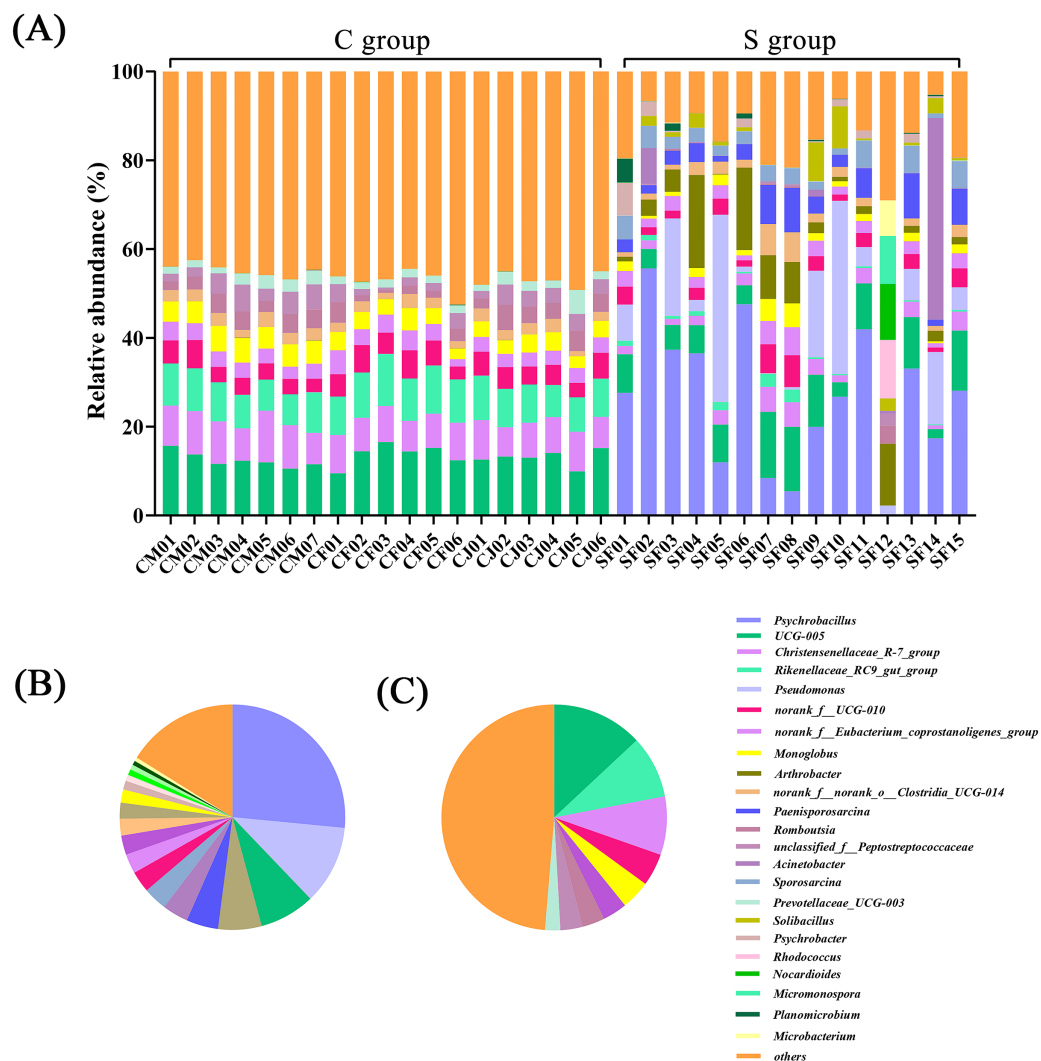 (A)
C group
S group
Relative abundance (%)
100
80
60
40
20
0
CM01
CM02
CM03
CM04
CM05
CM06
CM07
CF01
CF02
CF03
CF04
CF05
CF06
CJ01
CJ02
CJ03
CJ04
CJ05
CJ06
SF01
SF02
SF03
SF04
SF05
SF06
SF07
SF08
SF09
SF10
SF11
SF12
SF13
SF14
SF15
(B)
(C)
Psychrobacillus
UCG-005
Christensenellaceae_R-7_group
Rikenellaceae_RC9_gut_group
Pseudomonas
norank_f__UCG-010
norank_f__Eubacterium_coprostanoligenes_group
Monoglobus
Arthrobacter
norank_f__norank_o__Clostridia_UCG-014
Paenisporosarcina
Romboutsia
unclassified_f__Peptostreptococcaceae
Acinetobacter
Sporosarcina
Prevotellaceae_UCG-003
Solibacillus
Psychrobacter
Rhodococcus
Nocardioides
Micromonospora
Planomicrobium
Microbacterium
others